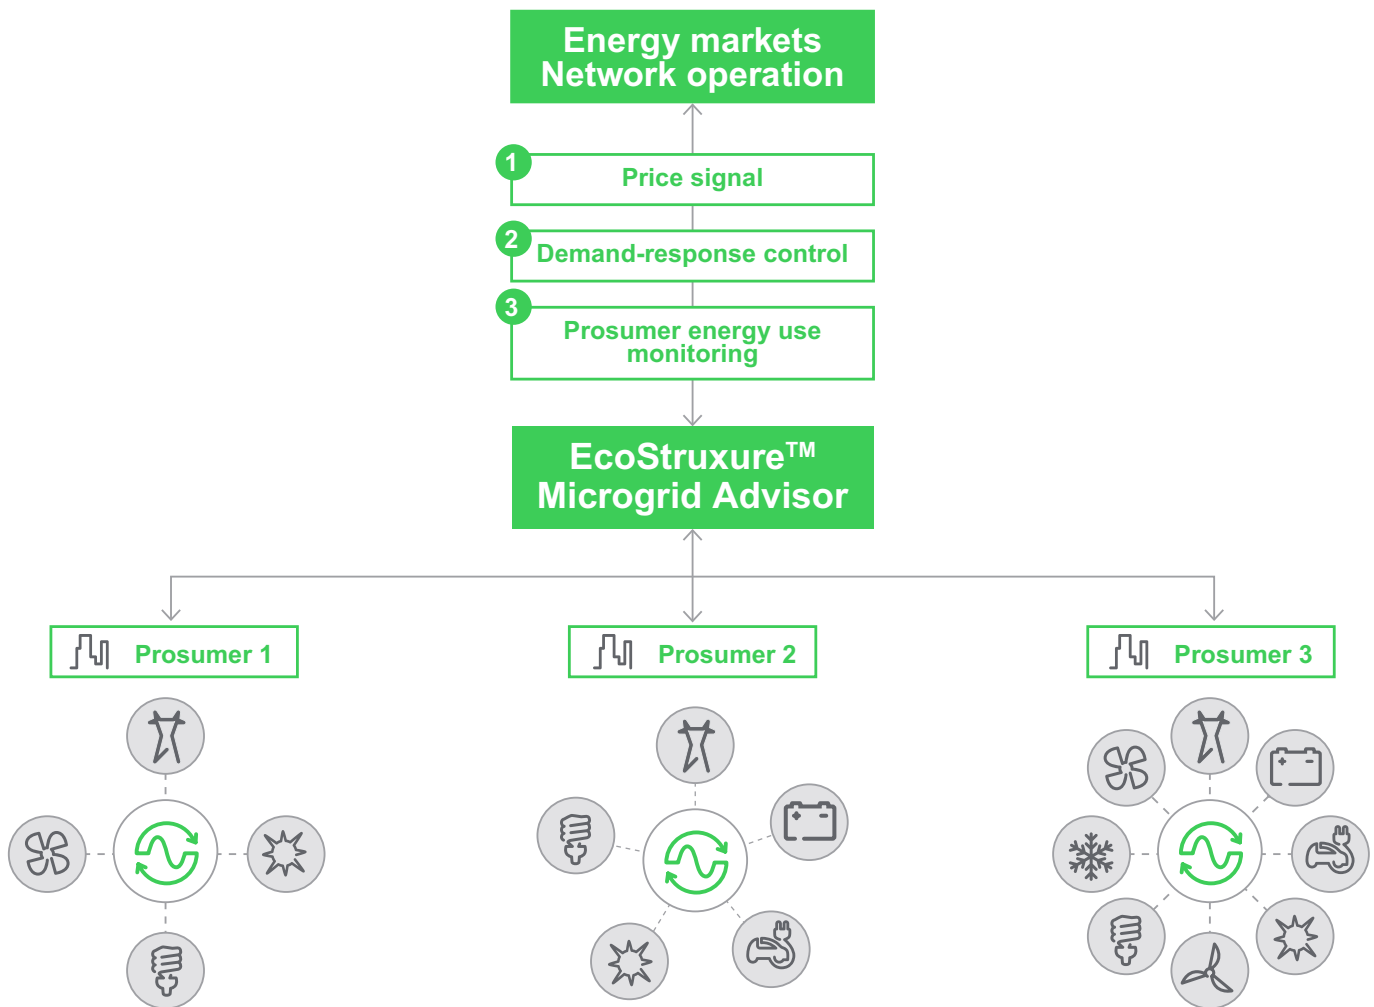 Energy markets
Network operation
1
Price signal
2
Demand-response control
3
Prosumer energy use
monitoring
EcoStruxure™
Microgrid Advisor
Prosumer 1
Prosumer 2
Prosumer 3